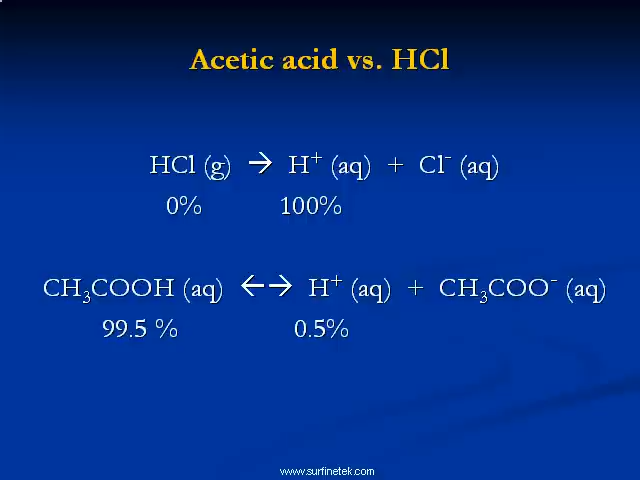 Acetic acid vs. HCl
HCl (g) → H⁺ (aq) + Cl⁻ (aq)
0% 100%
CH₃COOH (aq) ←→ H⁺ (aq) + CH₃COO⁻ (aq)
99.5 % 0.5%
www.surfinetek.com